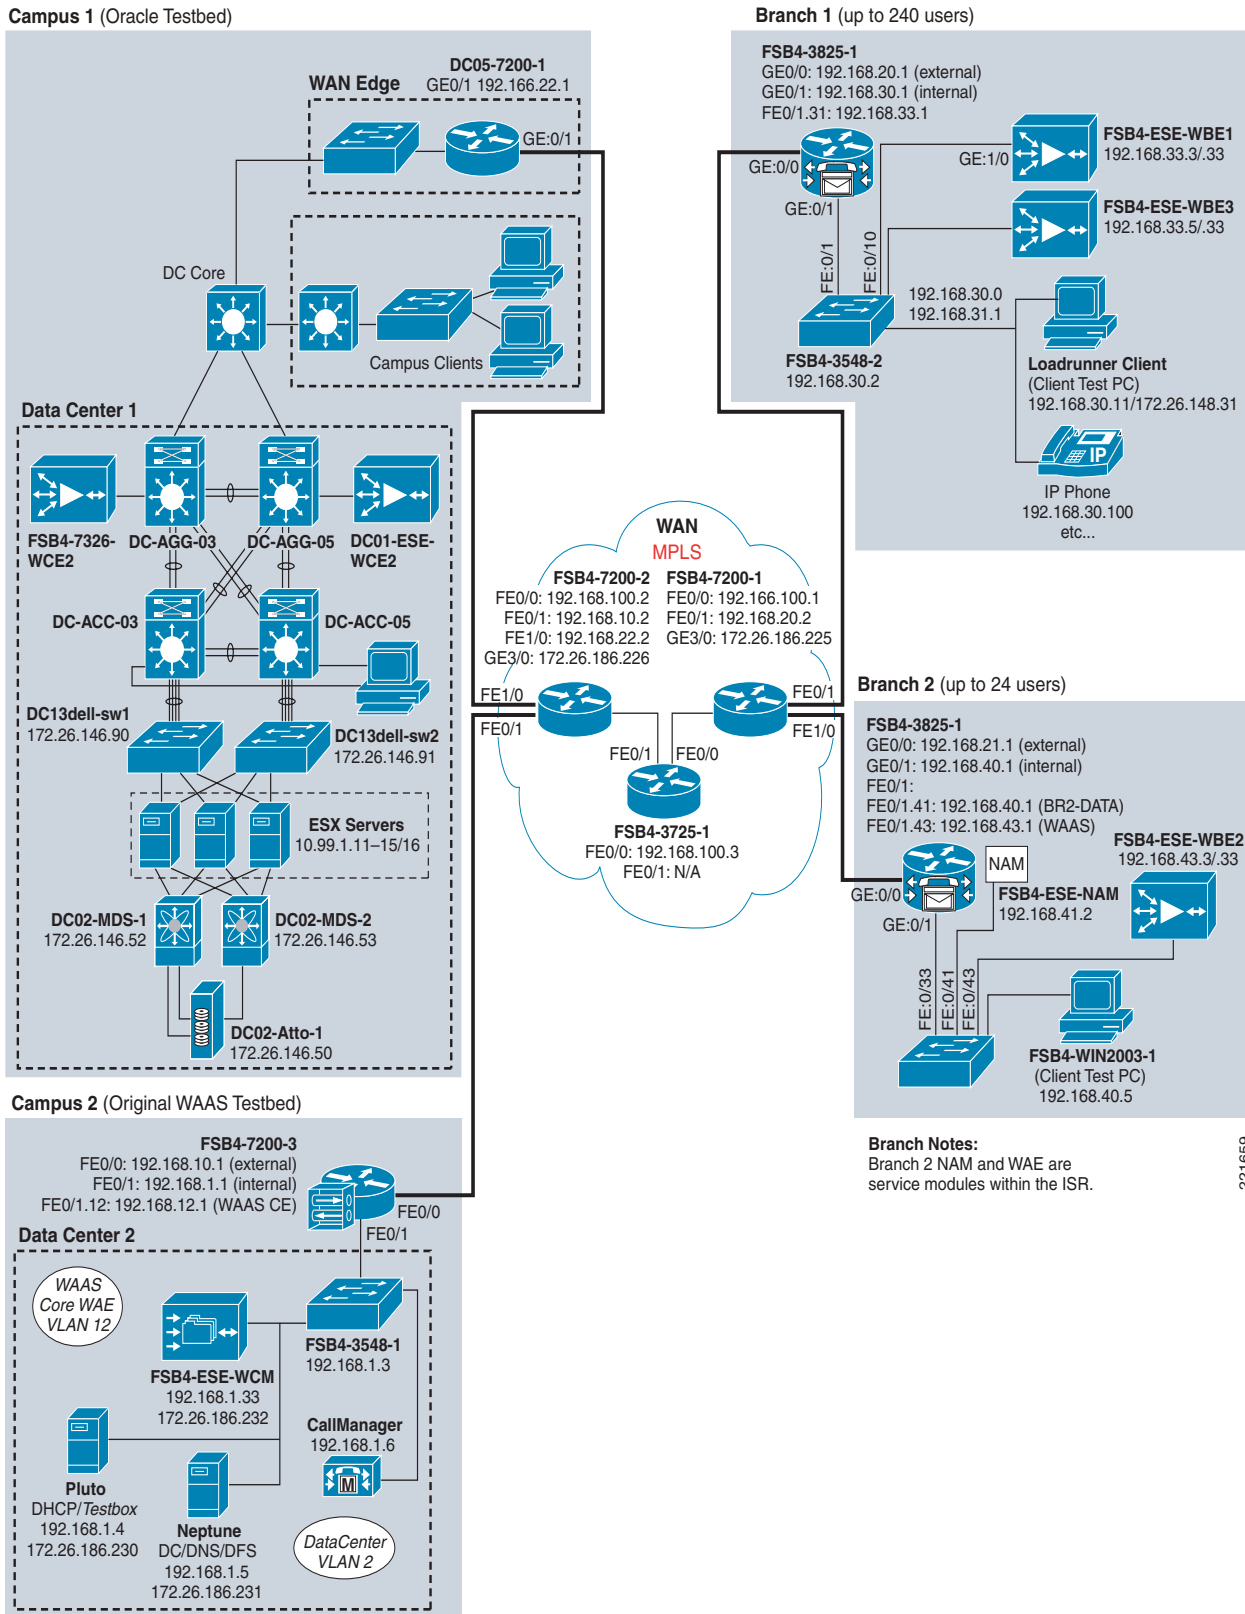 Campus 1 (Oracle Testbed)
DC05-7200-1
GE0/1 192.166.22.1
WAN Edge
GE:0/1
DC Core
Campus Clients
Data Center 1
FSB4-7326-
WCE2
DC-AGG-03
DC-AGG-05
DC01-ESE-
WCE2
DC-ACC-03
DC-ACC-05
DC13dell-sw1
172.26.146.90
DC13dell-sw2
172.26.146.91
ESX Servers
10.99.1.11–15/16
DC02-MDS-1
172.26.146.52
DC02-MDS-2
172.26.146.53
DC02-Atto-1
172.26.146.50
Campus 2 (Original WAAS Testbed)
FSB4-7200-3
FE0/0: 192.168.10.1 (external)
FE0/1: 192.168.1.1 (internal)
FE0/1.12: 192.168.12.1 (WAAS CE)
FE0/0
FE0/1
Data Center 2
WAAS
Core WAE
VLAN 12
FSB4-3548-1
192.168.1.3
FSB4-ESE-WCM
192.168.1.33
172.26.186.232
CallManager
192.168.1.6
M
Pluto
DHCP/Testbox
192.168.1.4
172.26.186.230
Neptune
DC/DNS/DFS
192.168.1.5
172.26.186.231
DataCenter
VLAN 2
WAN
MPLS
FSB4-7200-2
FE0/0: 192.168.100.2
FE0/1: 192.168.10.2
FE1/0: 192.168.22.2
GE3/0: 172.26.186.226
FSB4-7200-1
FE0/0: 192.166.100.1
FE0/1: 192.168.20.2
GE3/0: 172.26.186.225
FE1/0
FE0/1
FE0/1
FE1/0
FE0/1
FE0/0
FSB4-3725-1
FE0/0: 192.168.100.3
FE0/1: N/A
Branch 1 (up to 240 users)
FSB4-3825-1
GE0/0: 192.168.20.1 (external)
GE0/1: 192.168.30.1 (internal)
FE0/1.31: 192.168.33.1
GE:0/0
GE:0/1
GE:1/0
FSB4-ESE-WBE1
192.168.33.3/.33
FSB4-ESE-WBE3
192.168.33.5/.33
FE:0/1
FE:0/10
192.168.30.0
192.168.31.1
FSB4-3548-2
192.168.30.2
Loadrunner Client
(Client Test PC)
192.168.30.11/172.26.148.31
IP
IP Phone
192.168.30.100
etc...
Branch 2 (up to 24 users)
FSB4-3825-1
GE0/0: 192.168.21.1 (external)
GE0/1: 192.168.40.1 (internal)
FE0/1:
FE0/1.41: 192.168.40.1 (BR2-DATA)
FE0/1.43: 192.168.43.1 (WAAS)
FSB4-ESE-WBE2
192.168.43.3/.33
NAM
GE:0/0
GE:0/1
FSB4-ESE-NAM
192.168.41.2
FE:0/33
FE:0/41
FE:0/43
FSB4-WIN2003-1
(Client Test PC)
192.168.40.5
Branch Notes:
Branch 2 NAM and WAE are
service modules within the ISR.